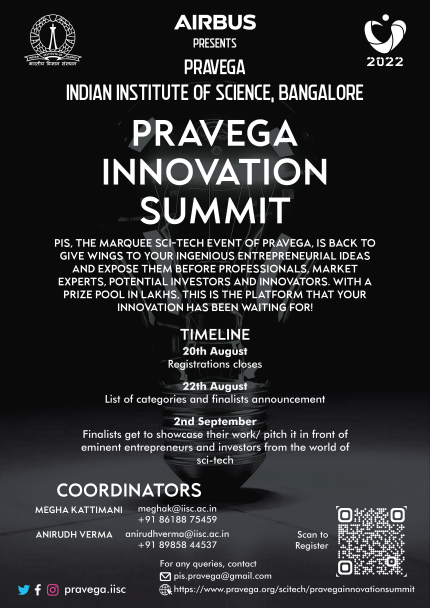 AIRBUS
PRESENTS
PRAVEGA
INDIAN INSTITUTE OF SCIENCE, BANGALORE
भारतीय विज्ञान संस्थान
2022
PRAVEGA
INNOVATION
SUMMIT
PIS, THE MARQUEE SCI-TECH EVENT OF PRAVEGA, IS BACK TO
GIVE WINGS TO YOUR INGENIOUS ENTREPRENEURIAL IDEAS
AND EXPOSE THEM BEFORE PROFESSIONALS, MARKET
EXPERTS, POTENTIAL INVESTORS AND INNOVATORS. WITH A
PRIZE POOL IN LAKHS, THIS IS THE PLATFORM THAT YOUR
INNOVATION HAS BEEN WAITING FOR!
TIMELINE
20th August
Registrations closes
22th August
List of categories and finalists announcement
2nd September
Finalists get to showcase their work/ pitch it in front of
eminent entrepreneurs and investors from the world of
sci-tech
COORDINATORS
MEGHA KATTIMANI meghak@iisc.ac.in
+91 86188 75459
ANIRUDH VERMA anirudhverma@iisc.ac.in
+91 89858 44537
Scan to
Register
For any queries, contact
pis.pravega@gmail.com
pravega.iisc
https://www.pravega.org/scitech/pravegainnovationsummit